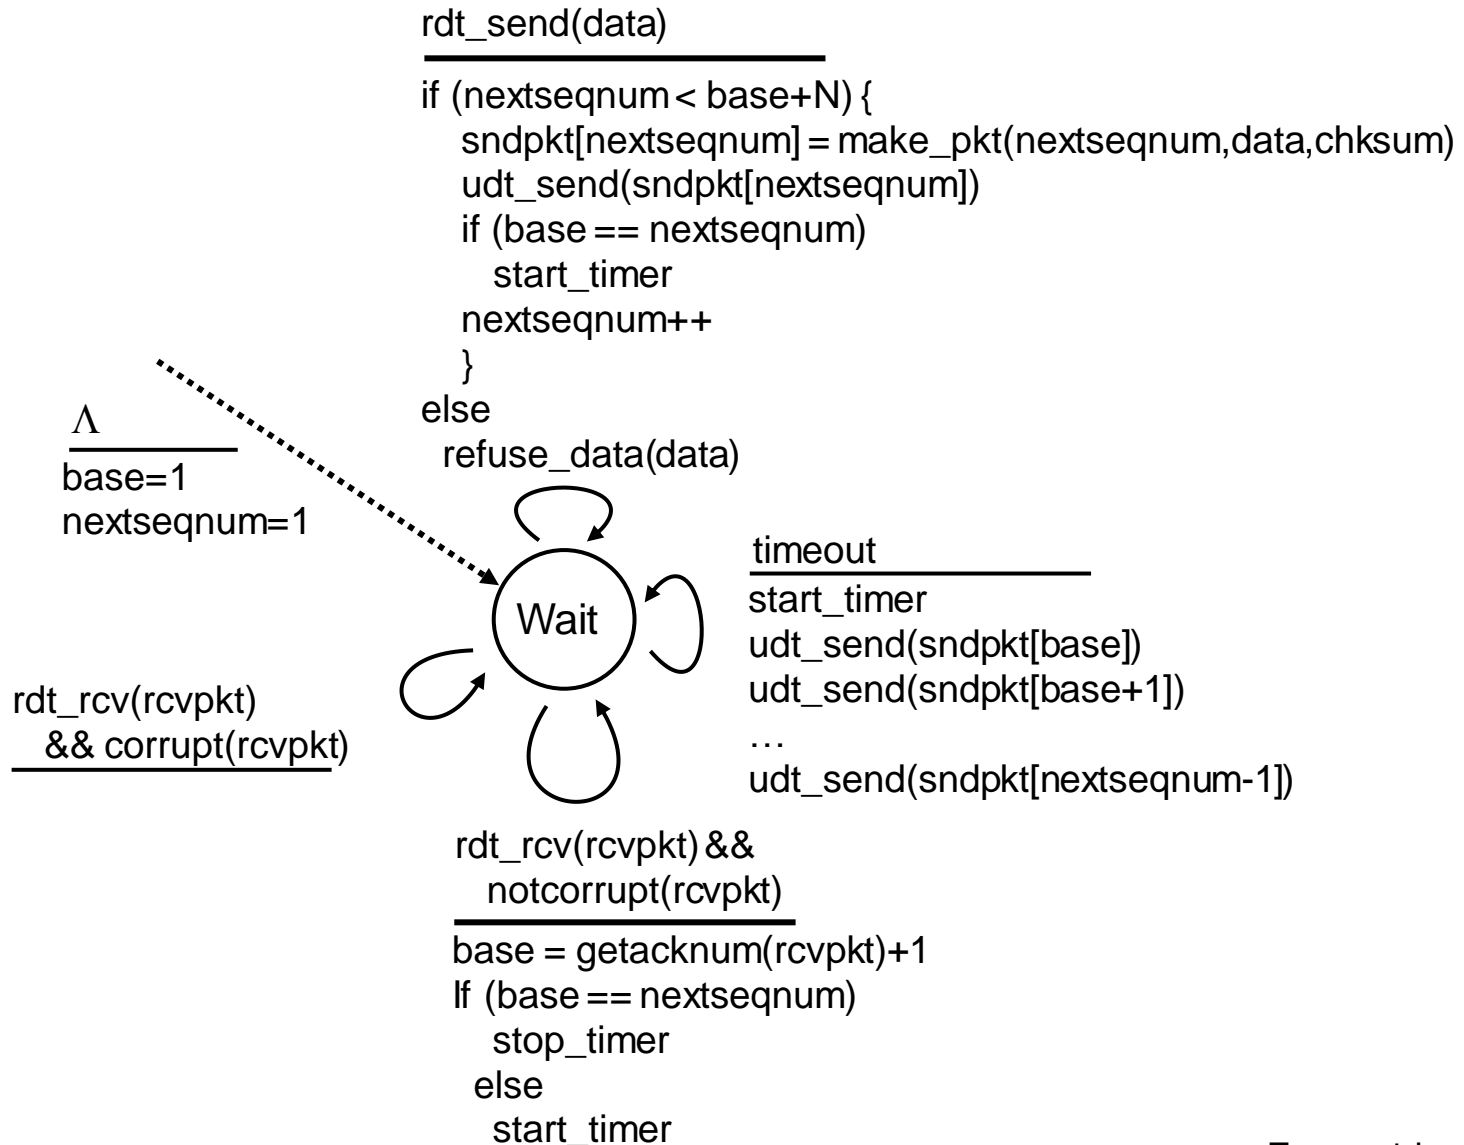 rdt_send(data)
if (nextseqnum < base+N) {
sndpkt[nextseqnum] = make_pkt(nextseqnum,data,chksum)
udt_send(sndpkt[nextseqnum])
if (base == nextseqnum)
start_timer
nextseqnum++
}
else
refuse_data(data)
Λ
base=1
nextseqnum=1
Wait
timeout
start_timer
udt_send(sndpkt[base])
udt_send(sndpkt[base+1])
…
udt_send(sndpkt[nextseqnum-1])
rdt_rcv(rcvpkt)
&& corrupt(rcvpkt)
rdt_rcv(rcvpkt) &&
notcorrupt(rcvpkt)
base = getacknum(rcvpkt)+1
If (base == nextseqnum)
stop_timer
else
start_timer